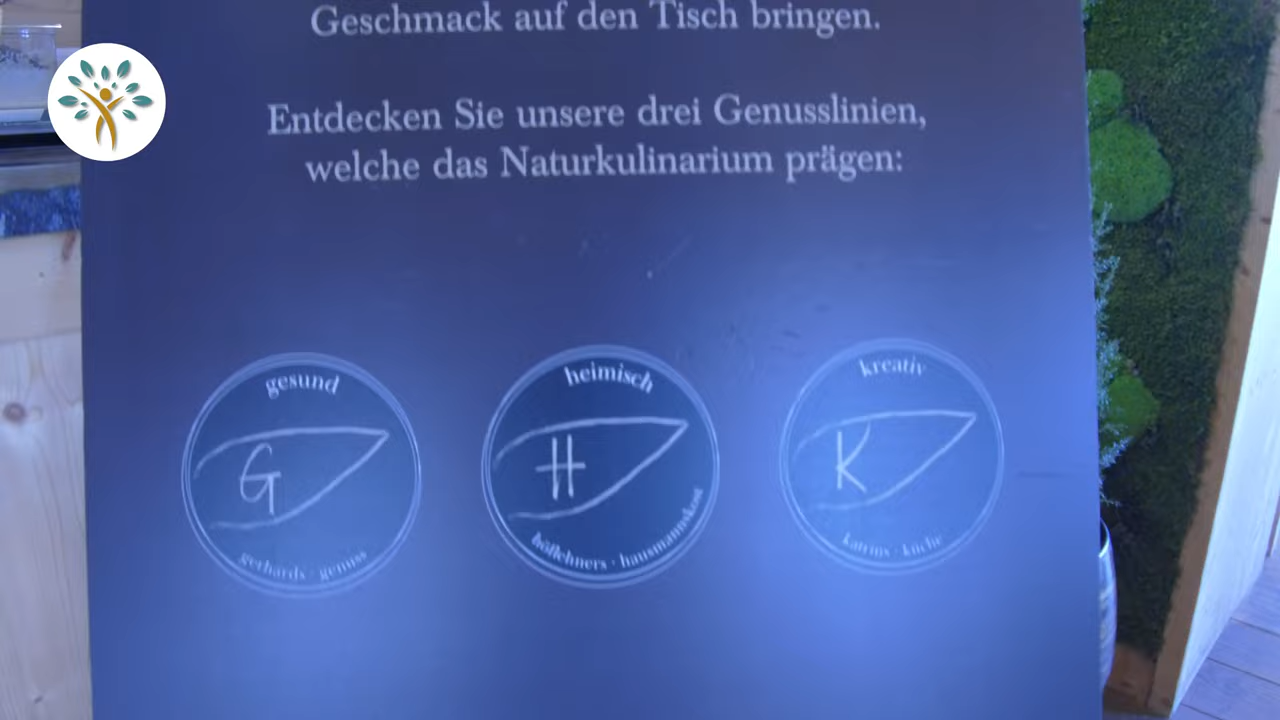 Geschmack auf den Tisch bringen.
Entdecken Sie unsere drei Genusslinien,
welche das Naturkulinarium prägen:
gesund
G
gerhards · genuss
heimisch
H
höflehners · hausmannskost
kreativ
K
katrins · küche